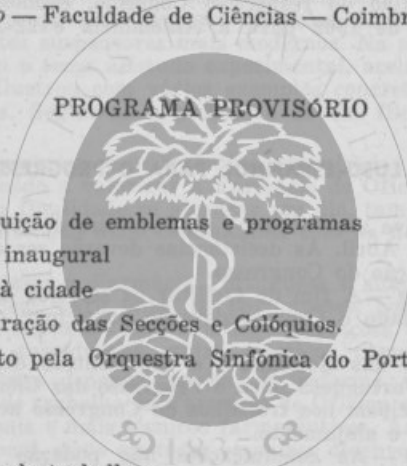 — Faculdade de Ciências — Coimbr
PROGRAMA PROVISÓRIO
uição de emblemas e programas
inaugural
à cidade
ração das Secções e Colóquios.
to pela Orquestra Sinfónica do Port